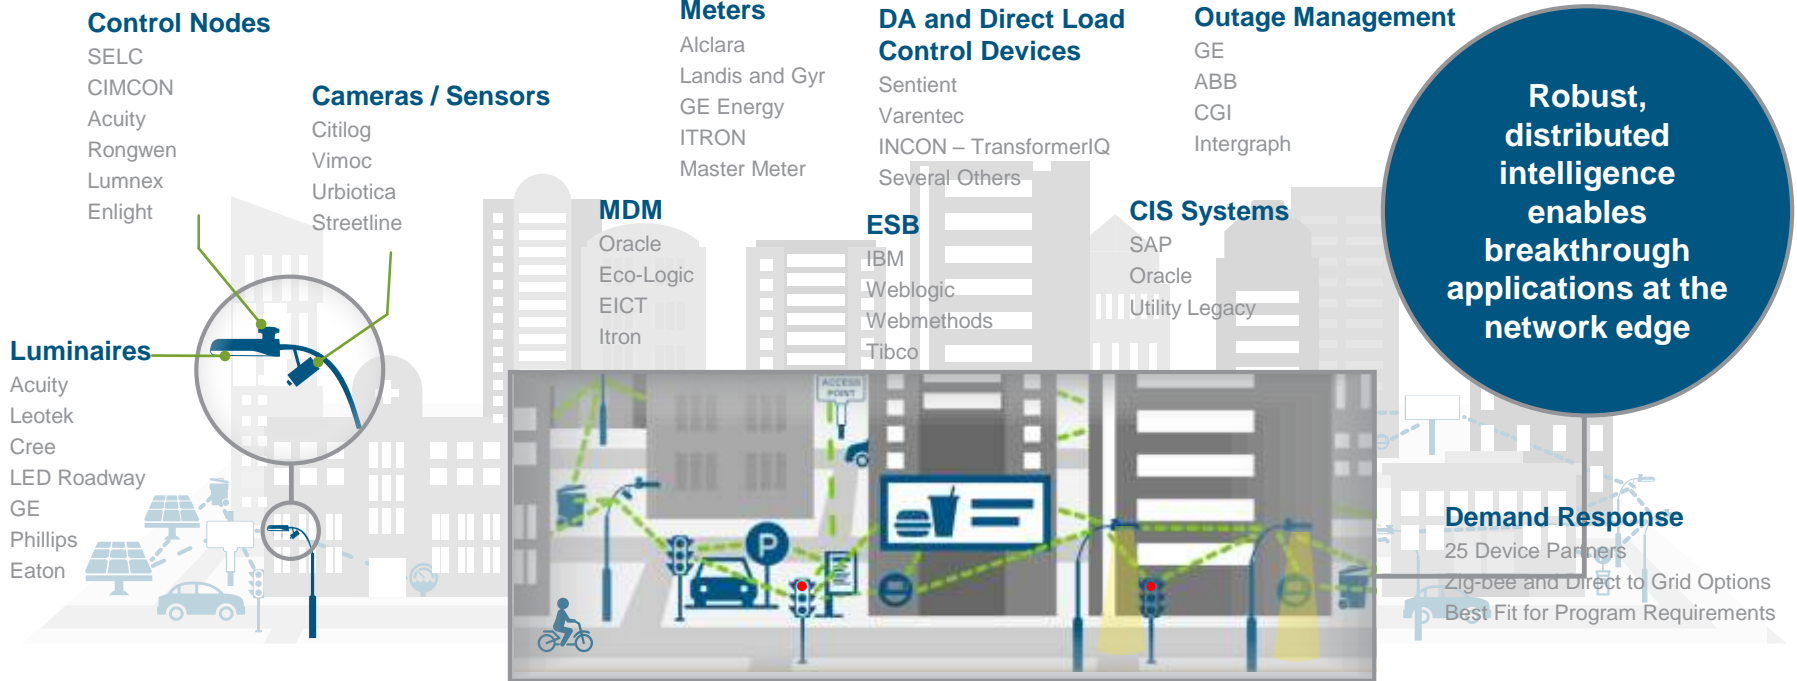 Control Nodes
SELC
CIMCON
Acuity
Rongwen
Lumnex
Enlight
Cameras / Sensors
Citilog
Vimoc
Urbiotica
Streetline
Meters
Alclara
Landis and Gyr
GE Energy
ITRON
Master Meter
DA and Direct Load
Control Devices
Sentient
Varentec
INCON – TransformerIQ
Several Others
Outage Management
GE
ABB
CGI
Intergraph
Robust,
distributed
intelligence
enables
breakthrough
applications at the
network edge
MDM
Oracle
Eco-Logic
EICT
Itron
ESB
IBM
Weblogic
Webmethods
Tibco
CIS Systems
SAP
Oracle
Utility Legacy
Luminaires
Acuity
Leotek
Cree
LED Roadway
GE
Phillips
Eaton
ACCESS
POINT
P
Demand Response
25 Device Partners
Zig-bee and Direct to Grid Options
Best Fit for Program Requirements